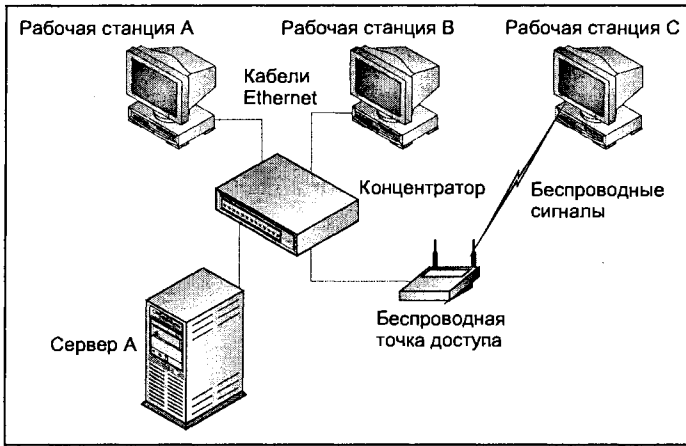 Рабочая станция А
Рабочая станция В
Рабочая станция С
Кабели
Ethernet
Концентратор
Беспроводные
сигналы
Беспроводная
точка доступа
Сервер А